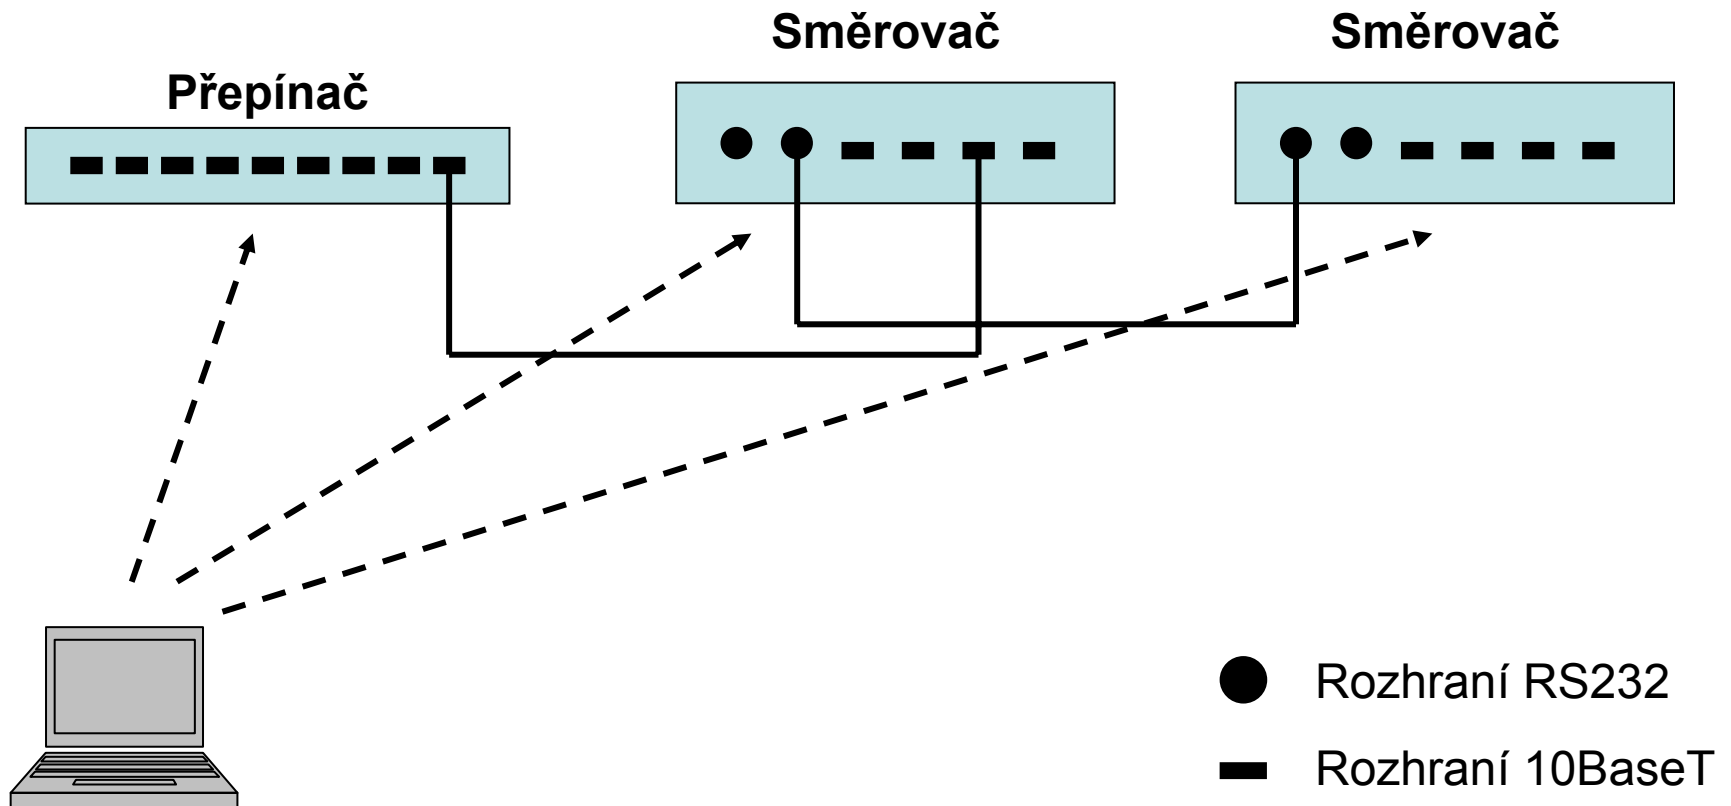 Směrovač
Směrovač
Přepínač
Rozhraní RS232
Rozhraní 10BaseT